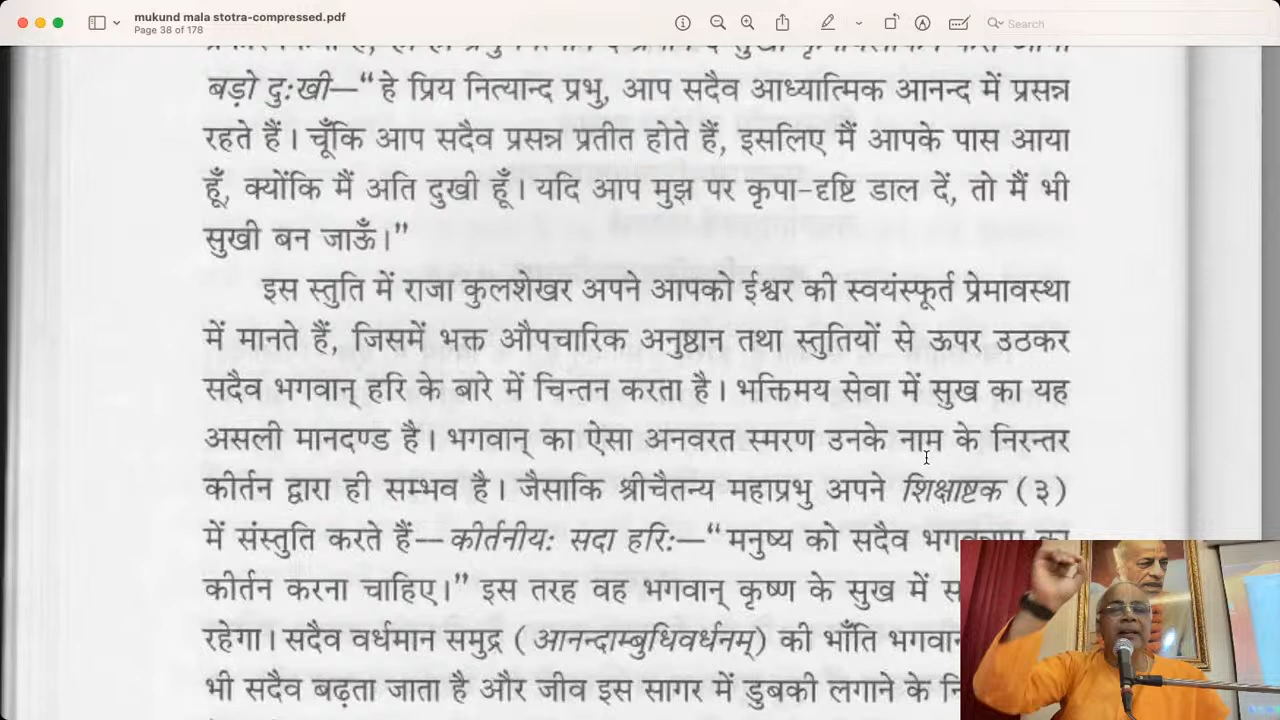 mukund mala stotra-compressed.pdf
Page 38 of 178
Search
बड़ो दुःखी—“हे प्रिय नित्यान्द प्रभु, आप सदैव आध्यात्मिक आनन्द में प्रसन्न
रहते हैं। चूँकि आप सदैव प्रसन्न प्रतीत होते हैं, इसलिए मैं आपके पास आया
हूँ, क्योंकि मैं अति दुखी हूँ। यदि आप मुझ पर कृपा-दृष्टि डाल दें, तो मैं भी
सुखी बन जाऊँ।”
इस स्तुति में राजा कुलशेखर अपने आपको ईश्वर की स्वयंस्फूर्त प्रेमावस्था
में मानते हैं, जिसमें भक्त औपचारिक अनुष्ठान तथा स्तुतियों से ऊपर उठकर
सदैव भगवान् हरि के बारे में चिन्तन करता है। भक्तिमय सेवा में सुख का यह
असली मानदण्ड है। भगवान् का ऐसा अनवरत स्मरण उनके नाम के निरन्तर
कीर्तन द्वारा ही सम्भव है। जैसाकि श्रीचैतन्य महाप्रभु अपने शिक्षाष्टक (३)
में संस्तुति करते हैं—कीर्तनीयः सदा हरिः—“मनुष्य को सदैव
कीर्तन करना चाहिए।” इस तरह वह भगवान् कृष्ण के सुख में
रहेगा। सदैव वर्धमान समुद्र (आनन्दाम्बुधिवर्धनम्) की भाँति
भी सदैव बढ़ता जाता है और जीव इस सागर में डुबकी लगाने के